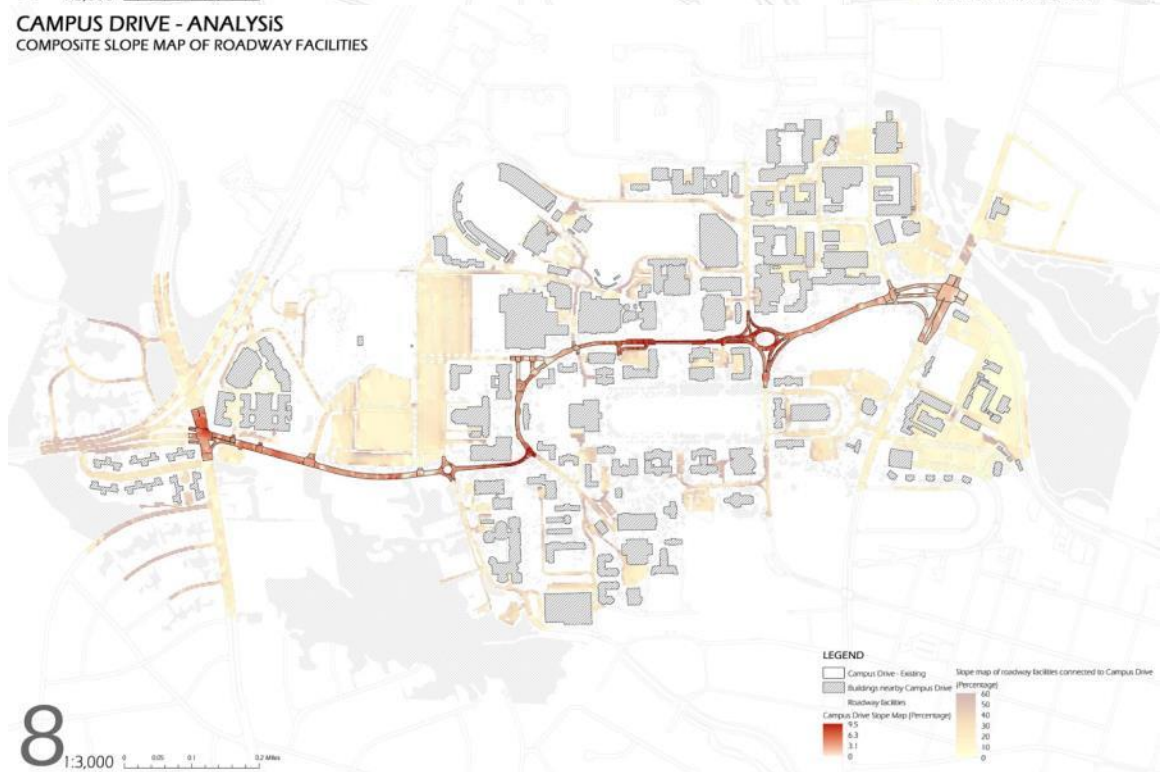 CAMPUS DRIVE - ANALYSiS
COMPOSiTE SLOPE MAP OF ROADWAY FACILITIES
LEGEND
Campus Drive - Existing
Buildings nearby Campus Drive
Roadway facilities
Campus Drive Slope Map (Percentage)
9.5
6.3
3.1
0
Slope map of roadway facilities connected to Campus Drive
(Percentage)
60
50
40
30
20
10
0
8
1:3,000
0 0.05 0.1 0.2 Miles